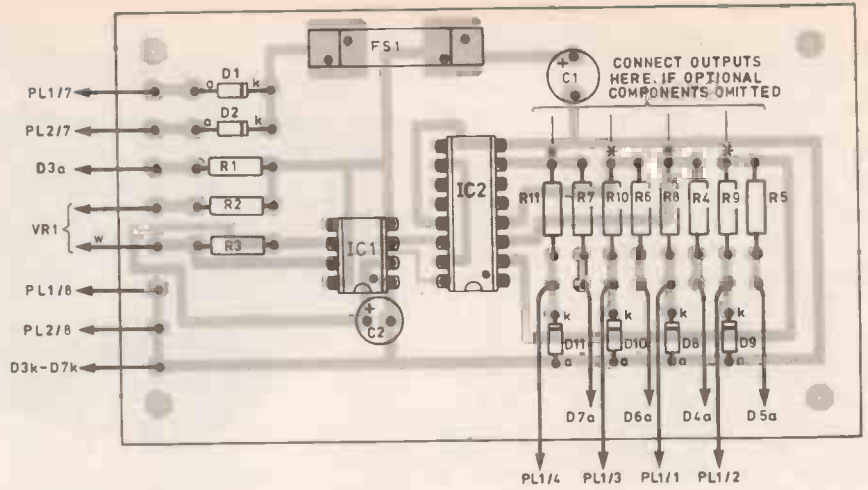 FS1
+
C1
CONNECT OUTPUTS
HERE. IF OPTIONAL
COMPONENTS OMITTED
D1
a k
PL1/7
D2
a k
PL2/7
* * * *
D3a
R1
IC2
R11 R7 R10 R6 R8 R4 R9 R5
R2
VR1
w
R3
IC1
PL1/6
+
C2
PL2/6
k k k k
D11 D10 D8 D9
a a a a
D3k-D7k
D7a D6a D4a D5a
PL1/4 PL1/3 PL1/1 PL1/2